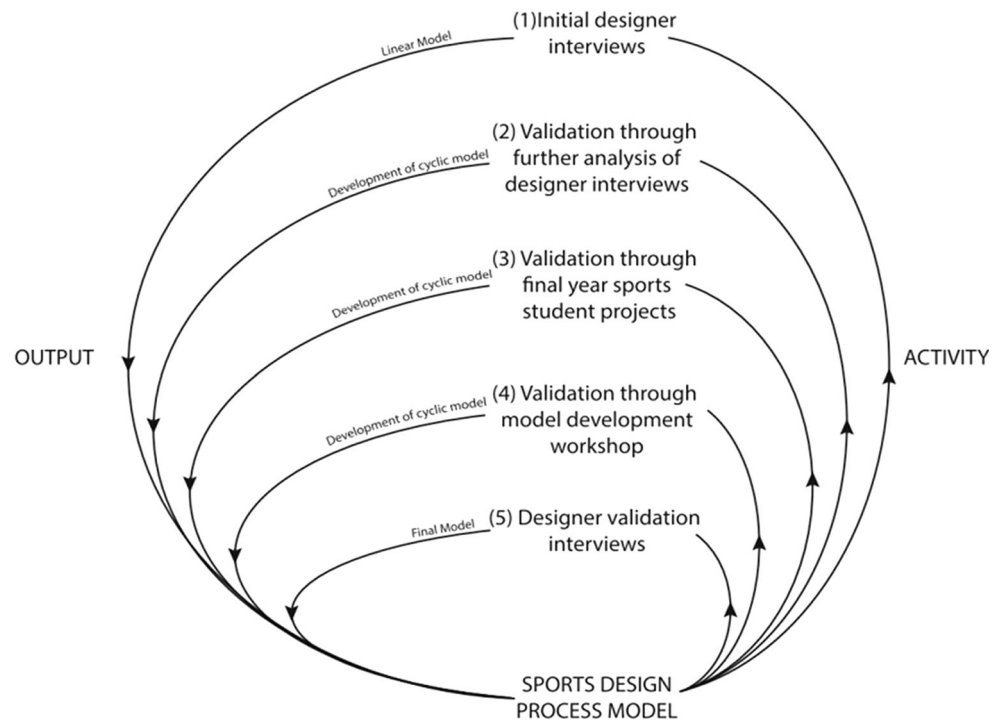 (1)Initial designer
interviews
Linear Model
(2) Validation through
further analysis of
designer interviews
Development of cyclic model
(3) Validation through
final year sports
student projects
Development of cyclic model
OUTPUT
ACTIVITY
(4) Validation through
model development
workshop
Development of cyclic model
(5) Designer validation
interviews
Final Model
SPORTS DESIGN
PROCESS MODEL